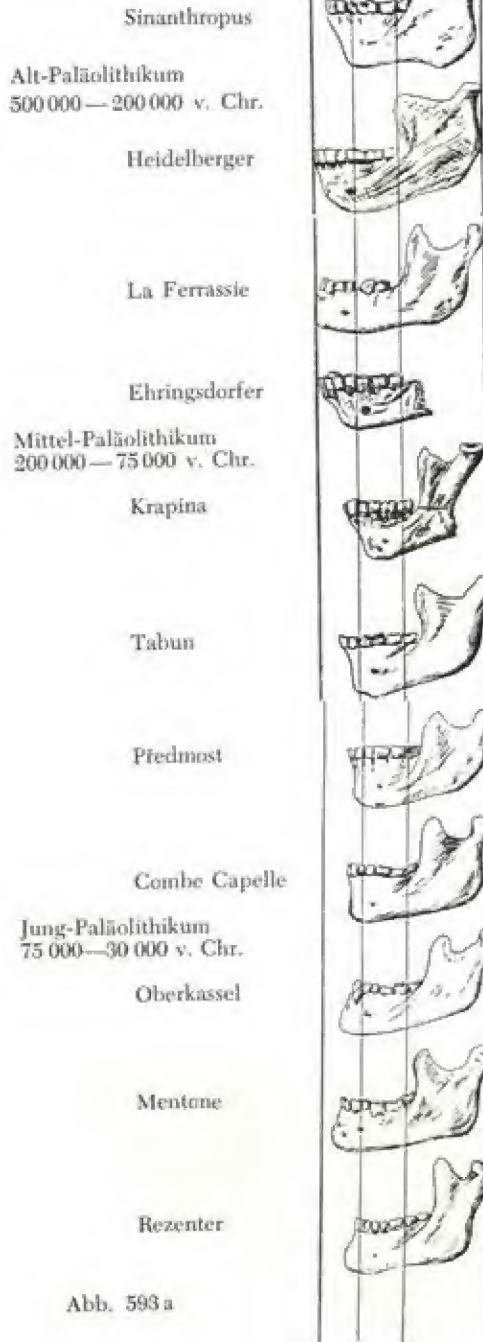 Sinanthropus
Alt-Paläolithikum
500 000 — 200 000 v. Chr.
Heidelberger
La Ferrassie
Ehringsdorfer
Mittel-Paläolithikum
200 000 — 75 000 v. Chr.
Krapina
Tabun
Předmost
Combe Capelle
Jung-Paläolithikum
75 000—30 000 v. Chr.
Oberkassel
Mentone
Rezenter
Abb. 593 a